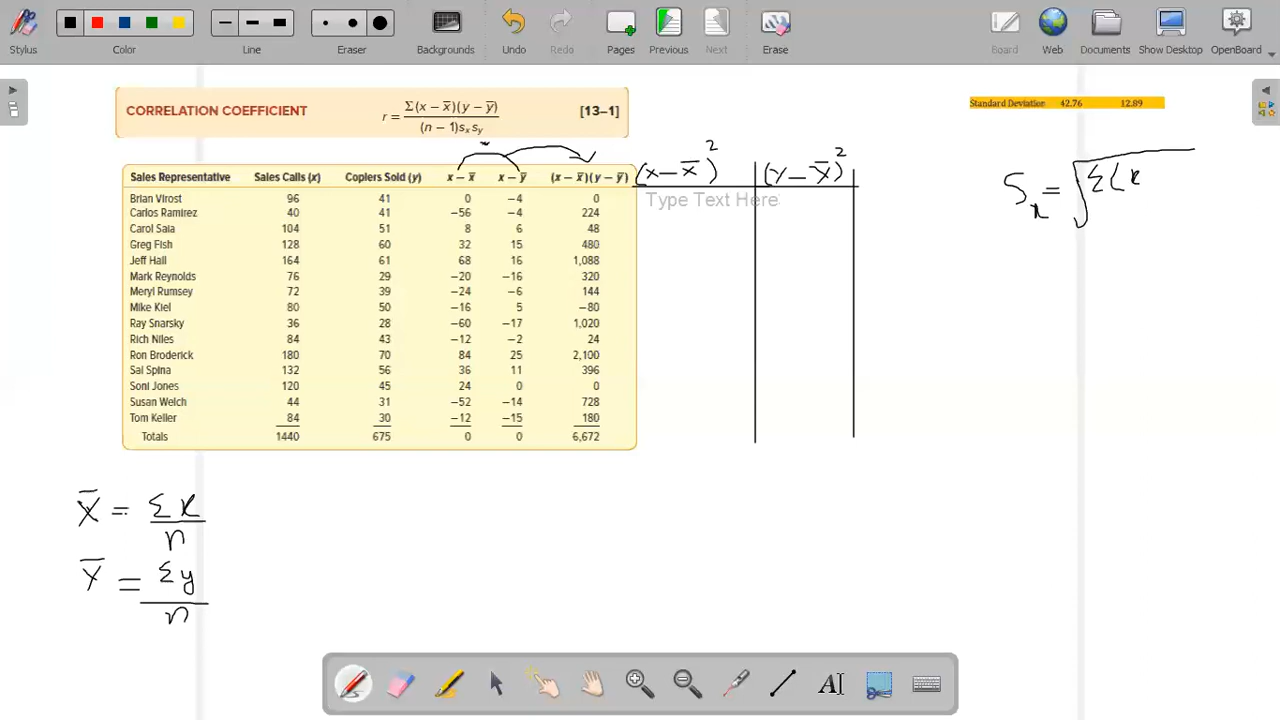 Stylus Color Line Eraser Backgrounds Undo Redo Pages Previous Next Erase Board Web Documents Show Desktop OpenBoard
CORRELATION COEFFICIENT r = Σ(x − x̄)(y − ȳ) / (n − 1)sₓsᵧ [13–1]
Standard Deviation 42.76 12.89
Sales Representative Sales Calls (x) Copiers Sold (y) x − x̄ x − ȳ (x − x̄)(y − ȳ) (x − x̄)² (y − ȳ)²
Type Text Here
Brian Virost 96 41 0 −4 0
Carlos Ramirez 40 41 −56 −4 224
Carol Saia 104 51 8 6 48
Greg Fish 128 60 32 15 480
Jeff Hall 164 61 68 16 1,088
Mark Reynolds 76 29 −20 −16 320
Meryl Rumsey 72 39 −24 −6 144
Mike Kiel 80 50 −16 5 −80
Ray Snarsky 36 28 −60 −17 1,020
Rich Niles 84 43 −12 −2 24
Ron Broderick 180 70 84 25 2,100
Sal Spina 132 56 36 11 396
Soni Jones 120 45 24 0 0
Susan Welch 44 31 −52 −14 728
Tom Keller 84 30 −12 −15 180
Totals 1440 675 0 0 6,672
Sₓ = √Σ(x
X̄ = Σx / n
Ȳ = Σy / n